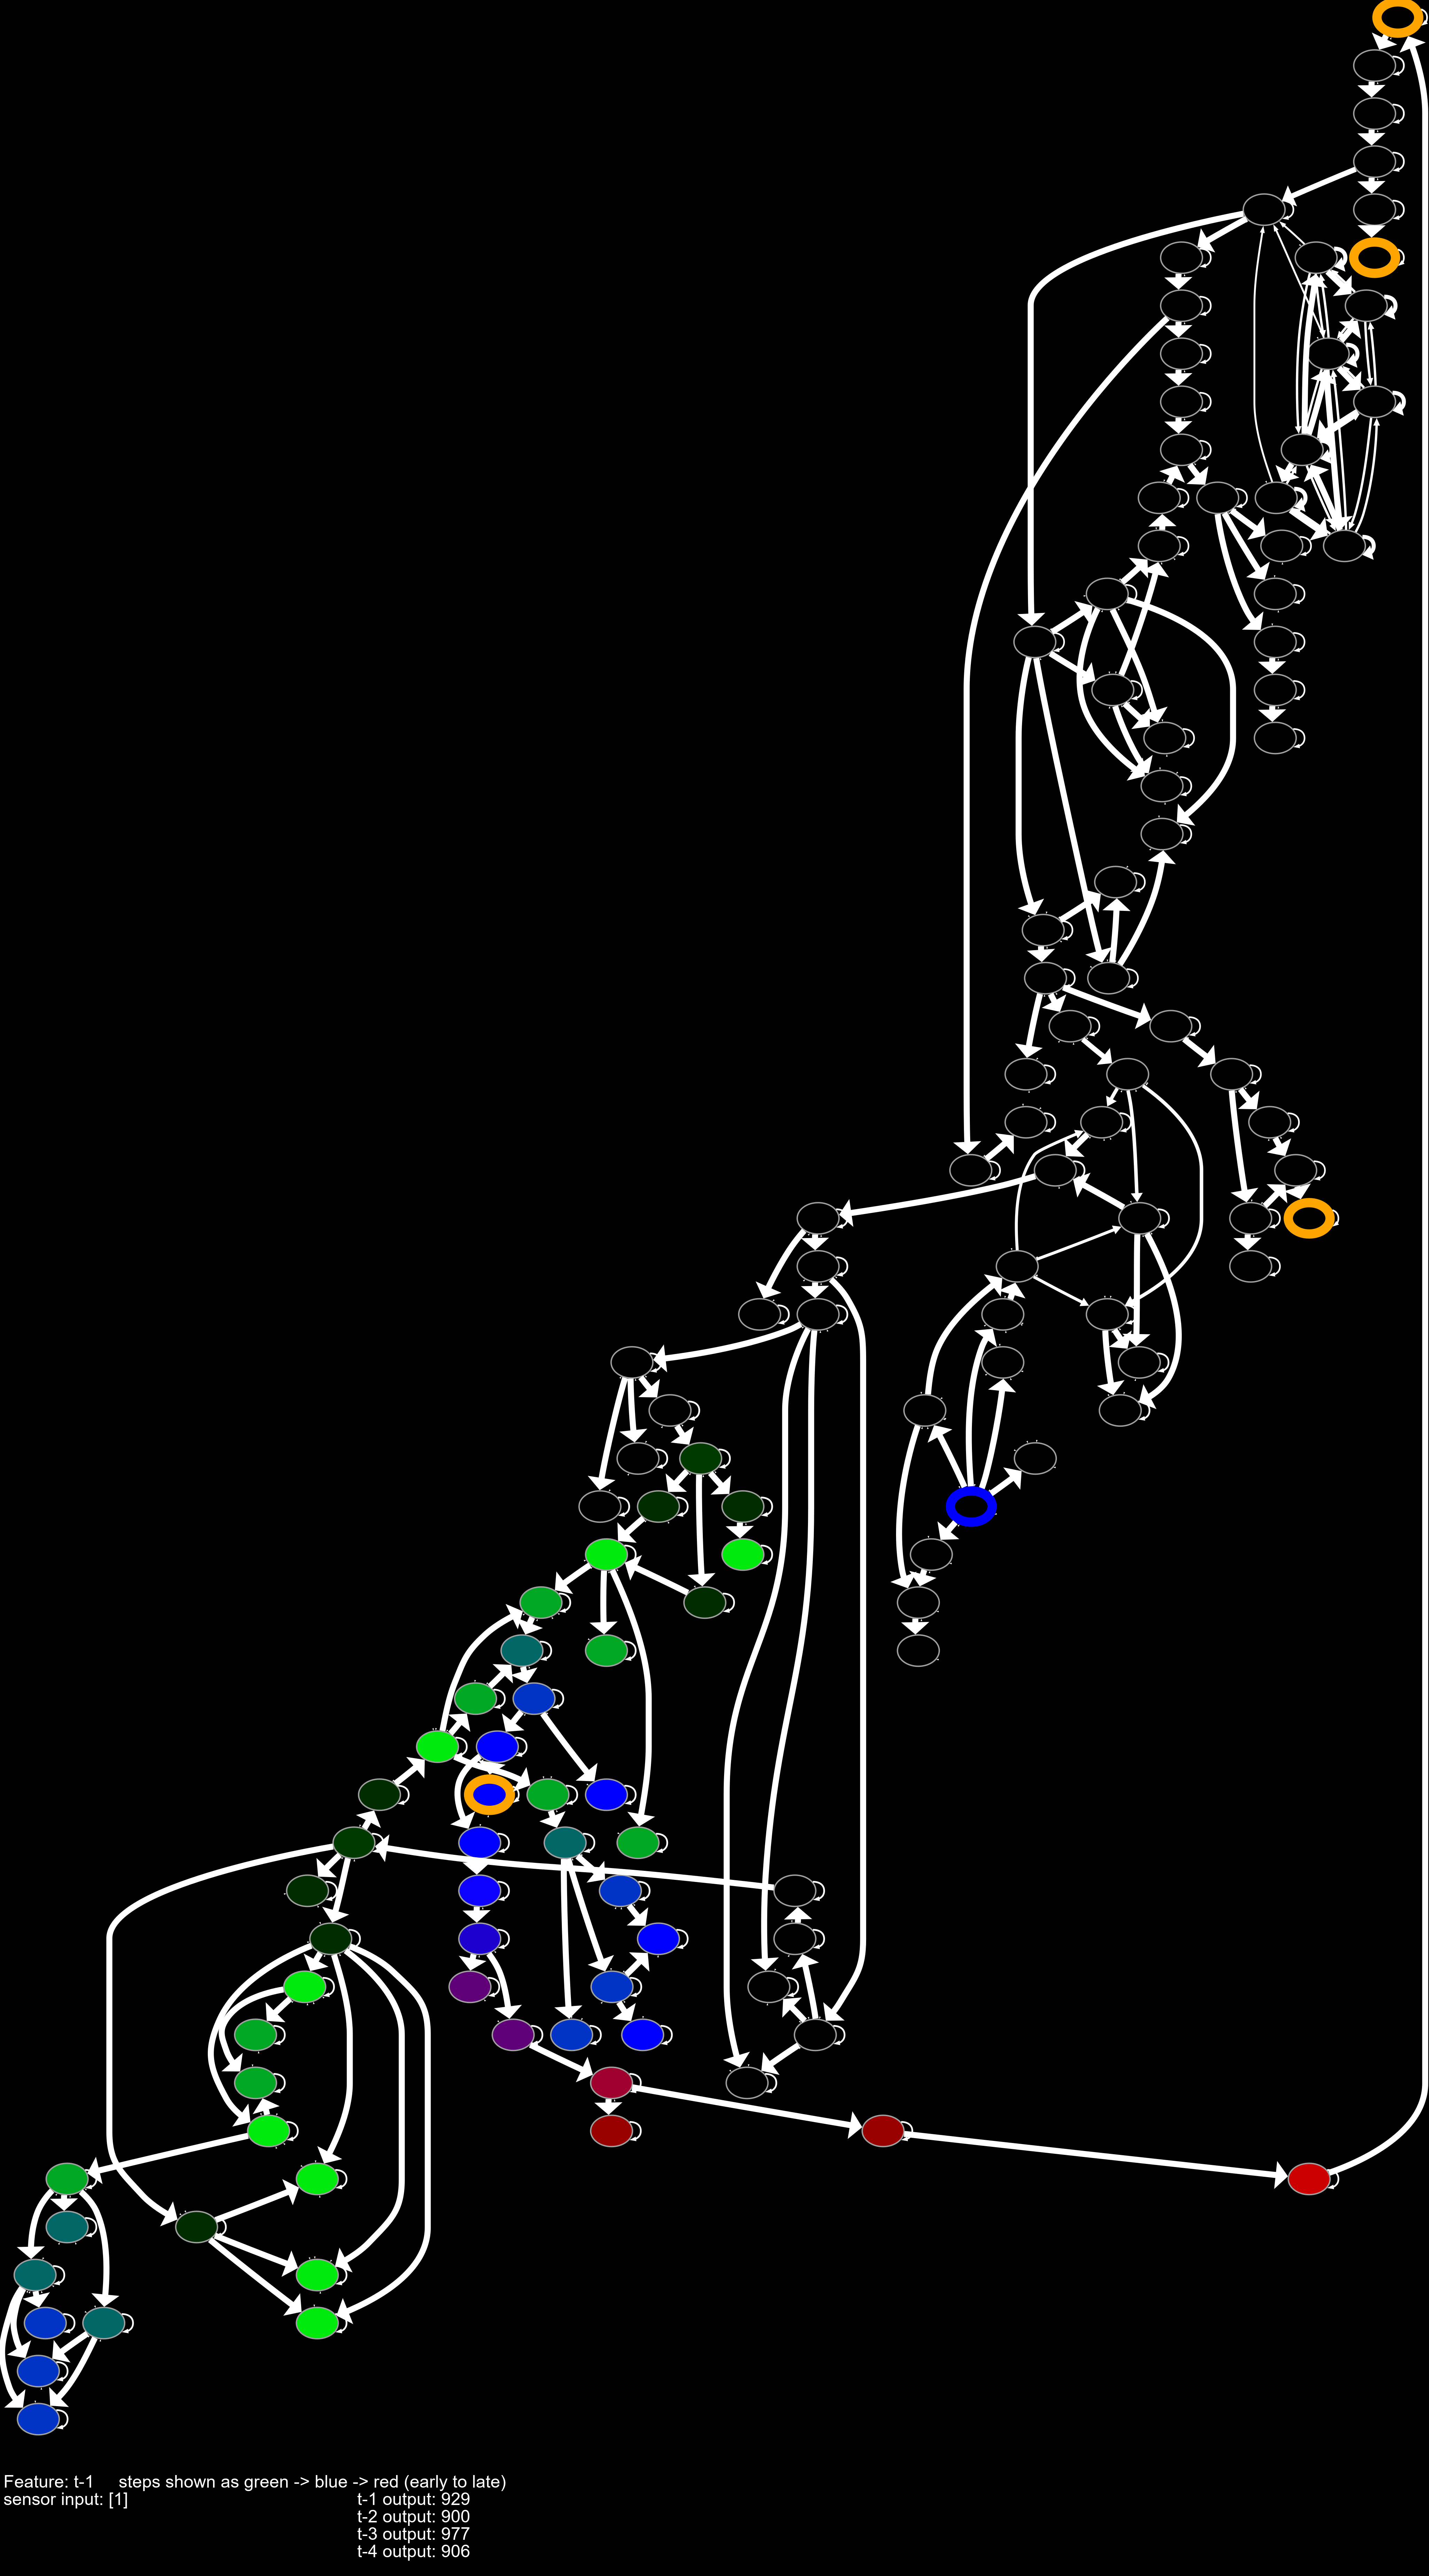 Feature: t-1     steps shown as green -> blue -> red (early to late)
sensor input: [1]
t-1 output: 929
t-2 output: 900
t-3 output: 977
t-4 output: 906